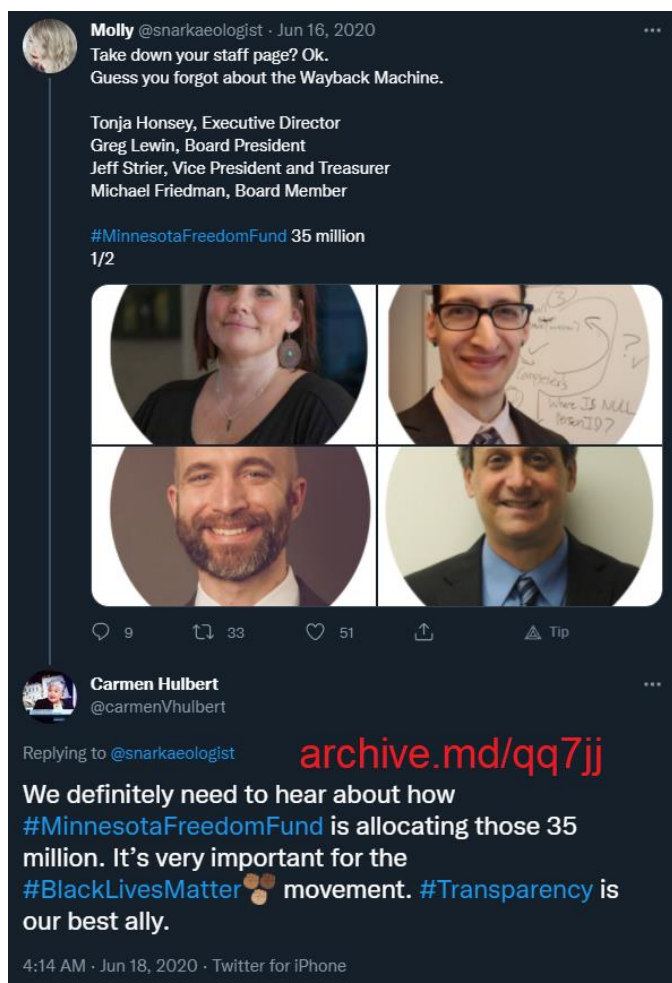 Molly @snarkaeologist · Jun 16, 2020
Take down your staff page? Ok.
Guess you forgot about the Wayback Machine.
Tonja Honsey, Executive Director
Greg Lewin, Board President
Jeff Strier, Vice President and Treasurer
Michael Friedman, Board Member
#MinnesotaFreedomFund 35 million
1/2
Completers
Where IS NULL
PersonID?
9 33 51 Tip
Carmen Hulbert
@carmenVhulbert
Replying to @snarkaeologist
archive.md/qq7jj
We definitely need to hear about how
#MinnesotaFreedomFund is allocating those 35
million. It’s very important for the
#BlackLivesMatter✊🏿✊🏾✊🏼 movement. #Transparency is
our best ally.
4:14 AM · Jun 18, 2020 · Twitter for iPhone